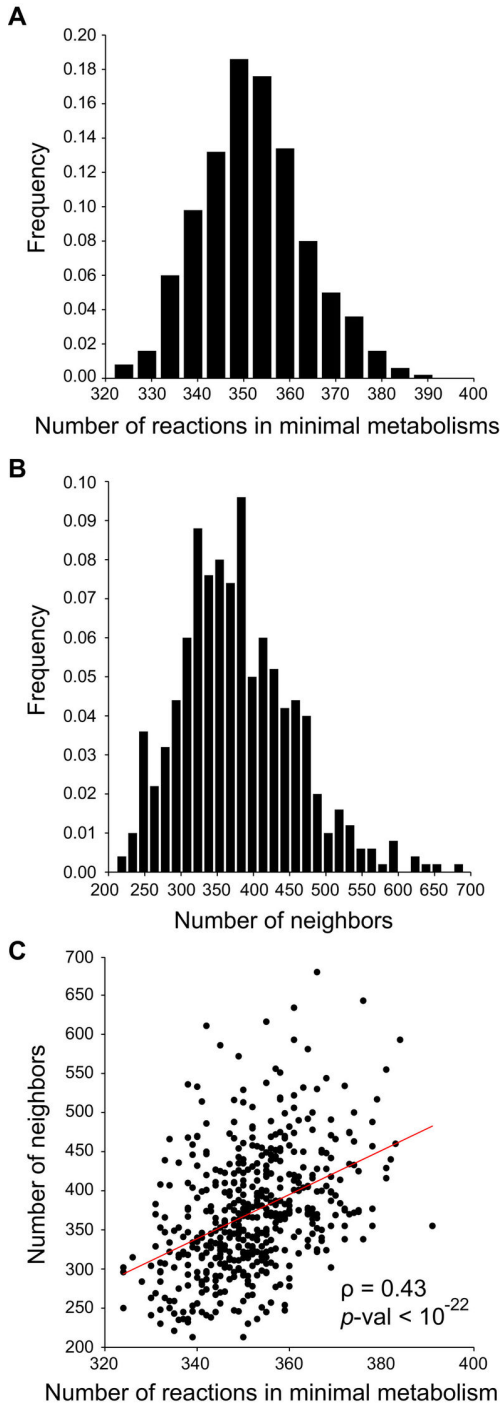 A
0.20
0.18
0.16
0.14
0.12
0.10
0.08
0.06
0.04
0.02
0.00
Frequency
320 330 340 350 360 370 380 390 400
Number of reactions in minimal metabolisms
B
0.10
0.09
0.08
0.07
0.06
0.05
0.04
0.03
0.02
0.01
0.00
Frequency
200 250 300 350 400 450 500 550 600 650 700
Number of neighbors
C
700
650
600
550
500
450
400
350
300
250
200
Number of neighbors
ρ = 0.43
p-val < 10-22
320 340 360 380 400
Number of reactions in minimal metabolism